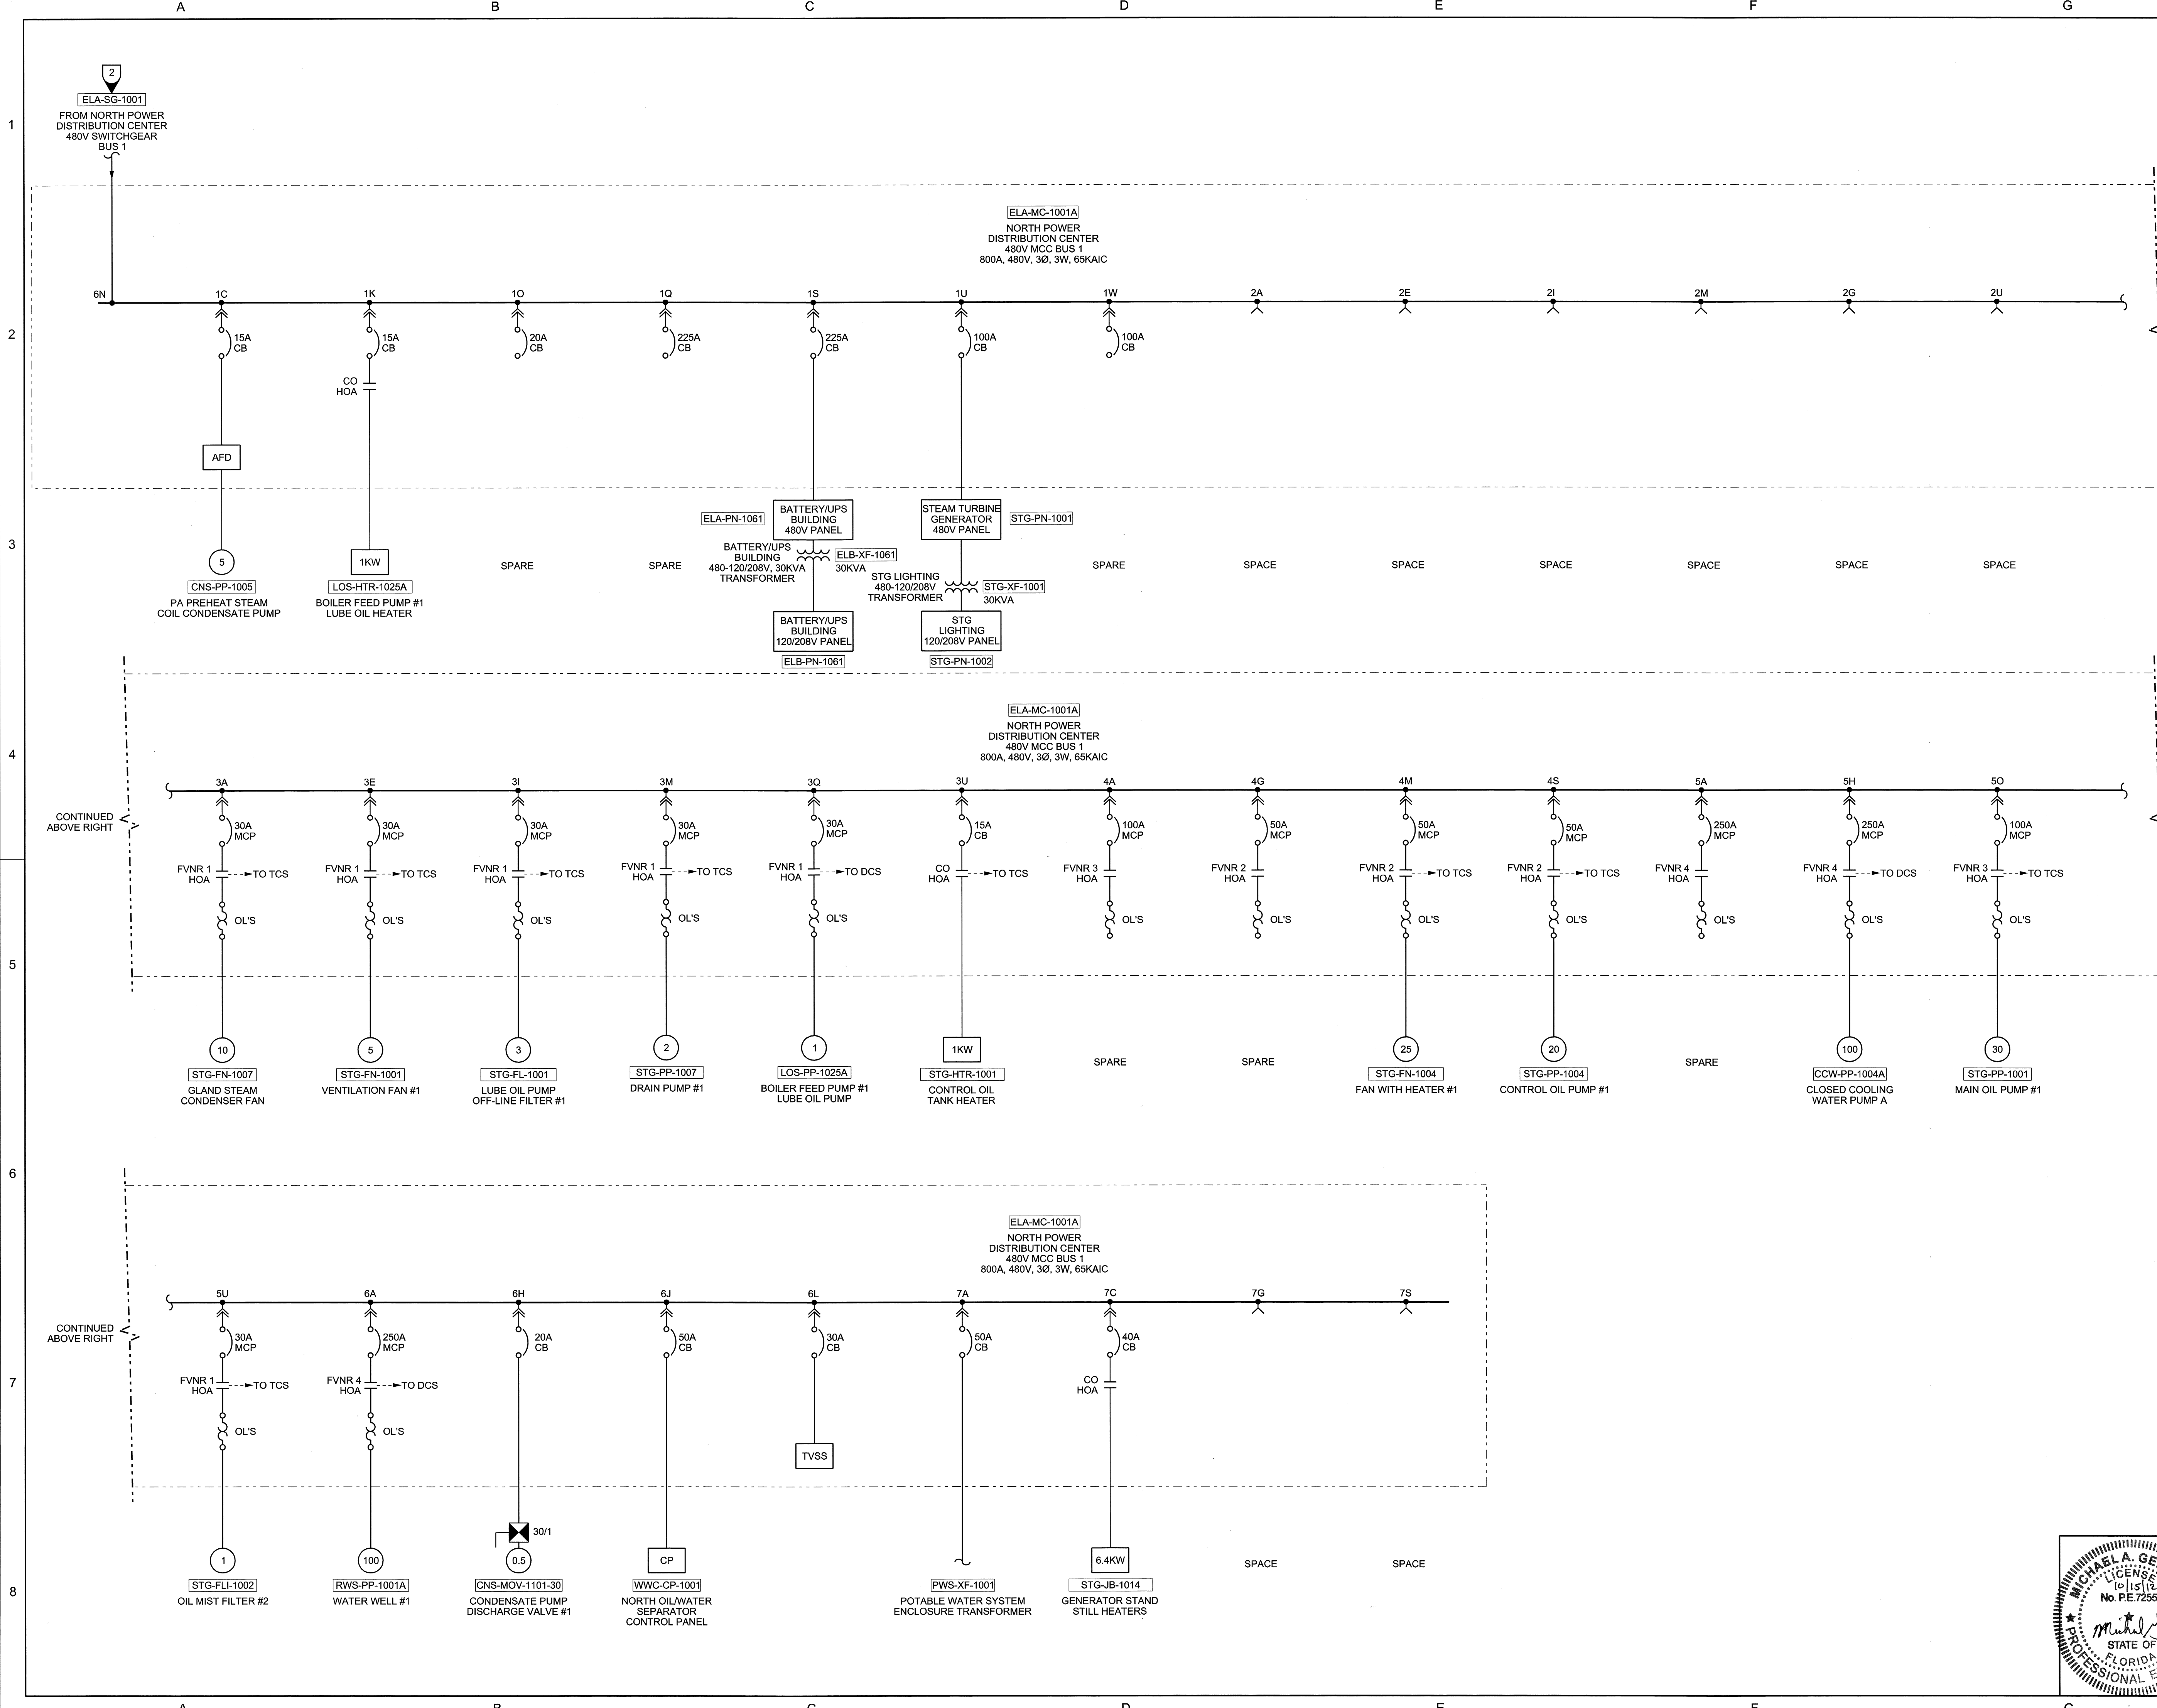 A B C D E F G
2
ELA-SG-1001
FROM NORTH POWER
DISTRIBUTION CENTER
480V SWITCHGEAR
BUS 1
1
ELA-MC-1001A
NORTH POWER
DISTRIBUTION CENTER
480V MCC BUS 1
800A, 480V, 3Ø, 3W, 65KAIC
6N 1C 1K 1O 1Q 1S 1U 1W 2A 2E 2I 2M 2G 2U
2
15A CB
15A CB
20A CB
225A CB
225A CB
100A CB
100A CB
CO
HOA
AFD
3
ELA-PN-1061
BATTERY/UPS
BUILDING
480V PANEL
STEAM TURBINE
GENERATOR
480V PANEL
STG-PN-1001
BATTERY/UPS
BUILDING
480-120/208V, 30KVA
TRANSFORMER
ELB-XF-1061
30KVA
STG LIGHTING
480-120/208V
TRANSFORMER
STG-XF-1001
30KVA
5
CNS-PP-1005
PA PREHEAT STEAM
COIL CONDENSATE PUMP
1KW
LOS-HTR-1025A
BOILER FEED PUMP #1
LUBE OIL HEATER
SPARE
SPARE
BATTERY/UPS
BUILDING
120/208V PANEL
ELB-PN-1061
STG
LIGHTING
120/208V PANEL
STG-PN-1002
SPARE
SPACE
SPACE
SPACE
SPACE
SPACE
SPACE
4
ELA-MC-1001A
NORTH POWER
DISTRIBUTION CENTER
480V MCC BUS 1
800A, 480V, 3Ø, 3W, 65KAIC
CONTINUED
ABOVE RIGHT
3A 3E 3I 3M 3Q 3U 4A 4G 4M 4S 5A 5H 5O
30A MCP
30A MCP
30A MCP
30A MCP
30A MCP
15A CB
100A MCP
50A MCP
50A MCP
50A MCP
250A MCP
250A MCP
100A MCP
FVNR 1 HOA TO TCS
FVNR 1 HOA TO TCS
FVNR 1 HOA TO TCS
FVNR 1 HOA TO TCS
FVNR 1 HOA TO DCS
CO HOA TO TCS
FVNR 3 HOA
FVNR 2 HOA
FVNR 2 HOA TO TCS
FVNR 2 HOA TO TCS
FVNR 4 HOA
FVNR 4 HOA TO DCS
FVNR 3 HOA TO TCS
OL'S OL'S OL'S OL'S OL'S OL'S OL'S OL'S OL'S OL'S OL'S OL'S
5
10
STG-FN-1007
GLAND STEAM
CONDENSER FAN
5
STG-FN-1001
VENTILATION FAN #1
3
STG-FL-1001
LUBE OIL PUMP
OFF-LINE FILTER #1
2
STG-PP-1007
DRAIN PUMP #1
1
LOS-PP-1025A
BOILER FEED PUMP #1
LUBE OIL PUMP
1KW
STG-HTR-1001
CONTROL OIL
TANK HEATER
SPARE
SPARE
25
STG-FN-1004
FAN WITH HEATER #1
20
STG-PP-1004
CONTROL OIL PUMP #1
SPARE
100
CCW-PP-1004A
CLOSED COOLING
WATER PUMP A
30
STG-PP-1001
MAIN OIL PUMP #1
6
ELA-MC-1001A
NORTH POWER
DISTRIBUTION CENTER
480V MCC BUS 1
800A, 480V, 3Ø, 3W, 65KAIC
CONTINUED
ABOVE RIGHT
5U 6A 6H 6J 6L 7A 7C 7G 7S
30A MCP
250A MCP
20A CB
50A CB
30A CB
50A CB
40A CB
7
FVNR 1 HOA TO TCS
FVNR 4 HOA TO DCS
CO
HOA
OL'S OL'S
TVSS
30/1
8
1
STG-FLI-1002
OIL MIST FILTER #2
100
RWS-PP-1001A
WATER WELL #1
0.5
CNS-MOV-1101-30
CONDENSATE PUMP
DISCHARGE VALVE #1
CP
WWC-CP-1001
NORTH OIL/WATER
SEPARATOR
CONTROL PANEL
PWS-XF-1001
POTABLE WATER SYSTEM
ENCLOSURE TRANSFORMER
6.4KW
STG-JB-1014
GENERATOR STAND
STILL HEATERS
SPACE
SPACE
MICHAEL A. GE
LICENSE
10/15/12
No. P.E.7255
STATE OF
FLORIDA
PROFESSIONAL E